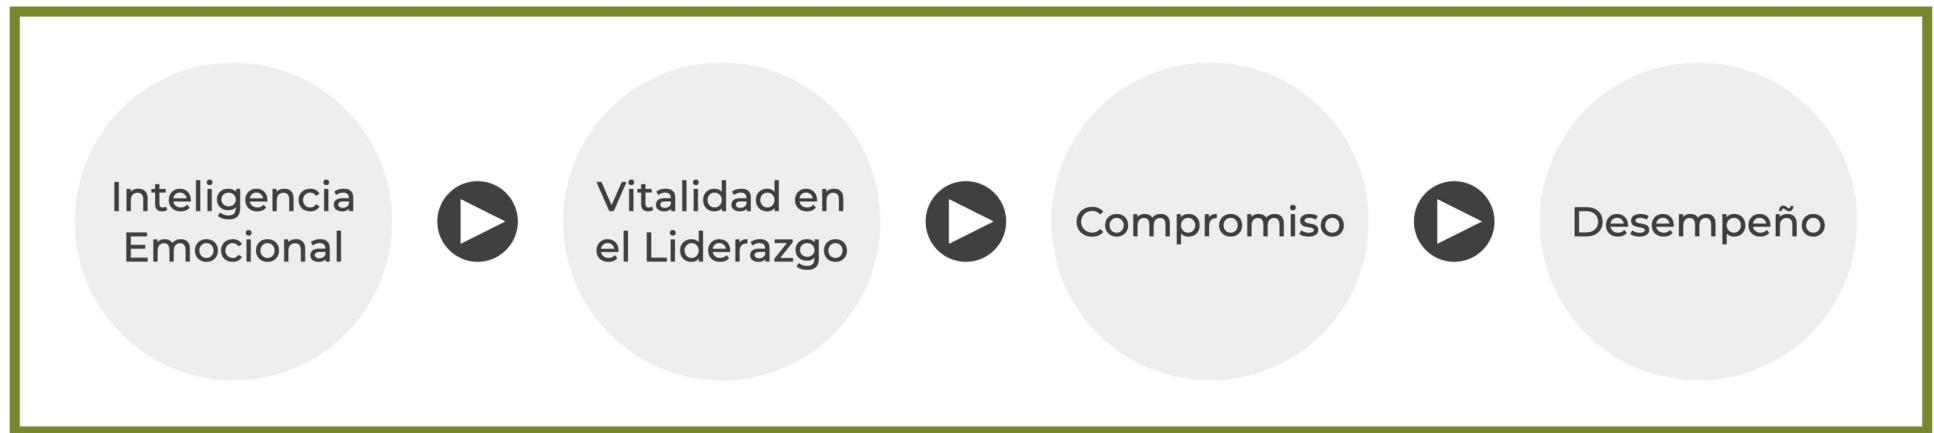 Inteligencia
Emocional
Vitalidad en
el Liderazgo
Compromiso
Desempeño